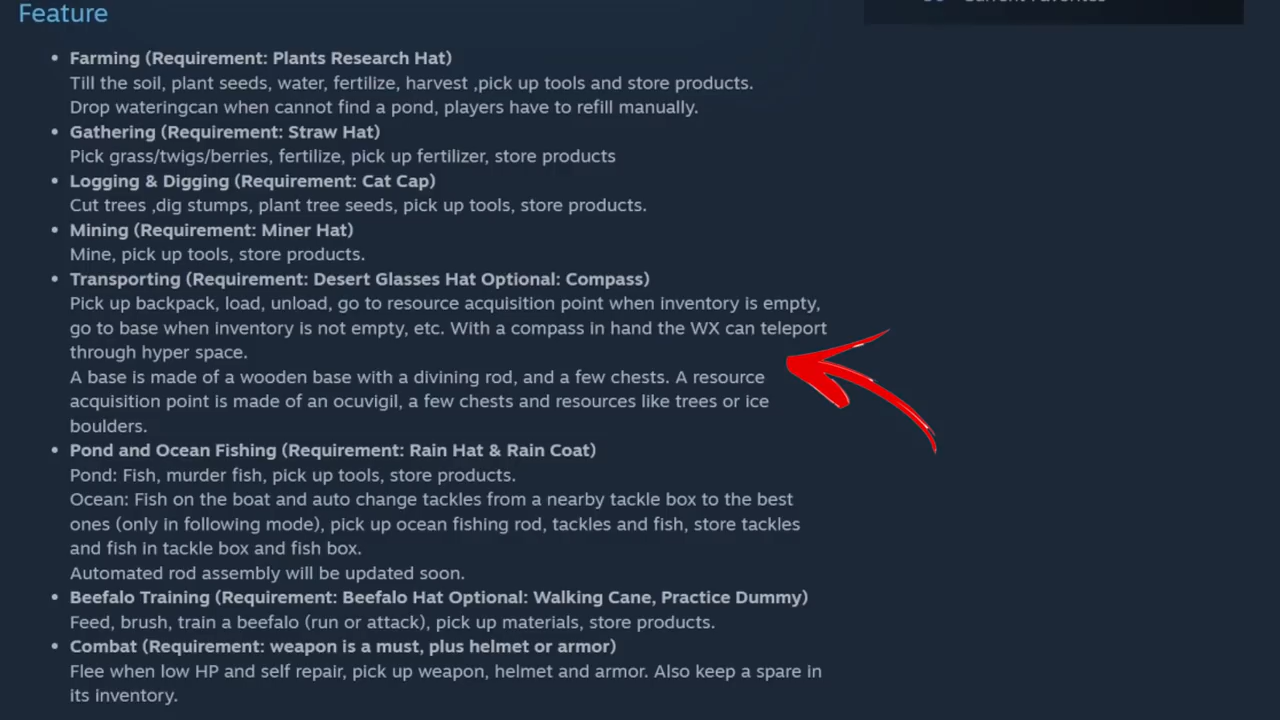 Feature
Farming (Requirement: Plants Research Hat)
Till the soil, plant seeds, water, fertilize, harvest ,pick up tools and store products.
Drop wateringcan when cannot find a pond, players have to refill manually.
Gathering (Requirement: Straw Hat)
Pick grass/twigs/berries, fertilize, pick up fertilizer, store products
Logging & Digging (Requirement: Cat Cap)
Cut trees ,dig stumps, plant tree seeds, pick up tools, store products.
Mining (Requirement: Miner Hat)
Mine, pick up tools, store products.
Transporting (Requirement: Desert Glasses Hat Optional: Compass)
Pick up backpack, load, unload, go to resource acquisition point when inventory is empty,
go to base when inventory is not empty, etc. With a compass in hand the WX can teleport
through hyper space.
A base is made of a wooden base with a divining rod, and a few chests. A resource
acquisition point is made of an ocuvigil, a few chests and resources like trees or ice
boulders.
Pond and Ocean Fishing (Requirement: Rain Hat & Rain Coat)
Pond: Fish, murder fish, pick up tools, store products.
Ocean: Fish on the boat and auto change tackles from a nearby tackle box to the best
ones (only in following mode), pick up ocean fishing rod, tackles and fish, store tackles
and fish in tackle box and fish box.
Automated rod assembly will be updated soon.
Beefalo Training (Requirement: Beefalo Hat Optional: Walking Cane, Practice Dummy)
Feed, brush, train a beefalo (run or attack), pick up materials, store products.
Combat (Requirement: weapon is a must, plus helmet or armor)
Flee when low HP and self repair, pick up weapon, helmet and armor. Also keep a spare in
its inventory.